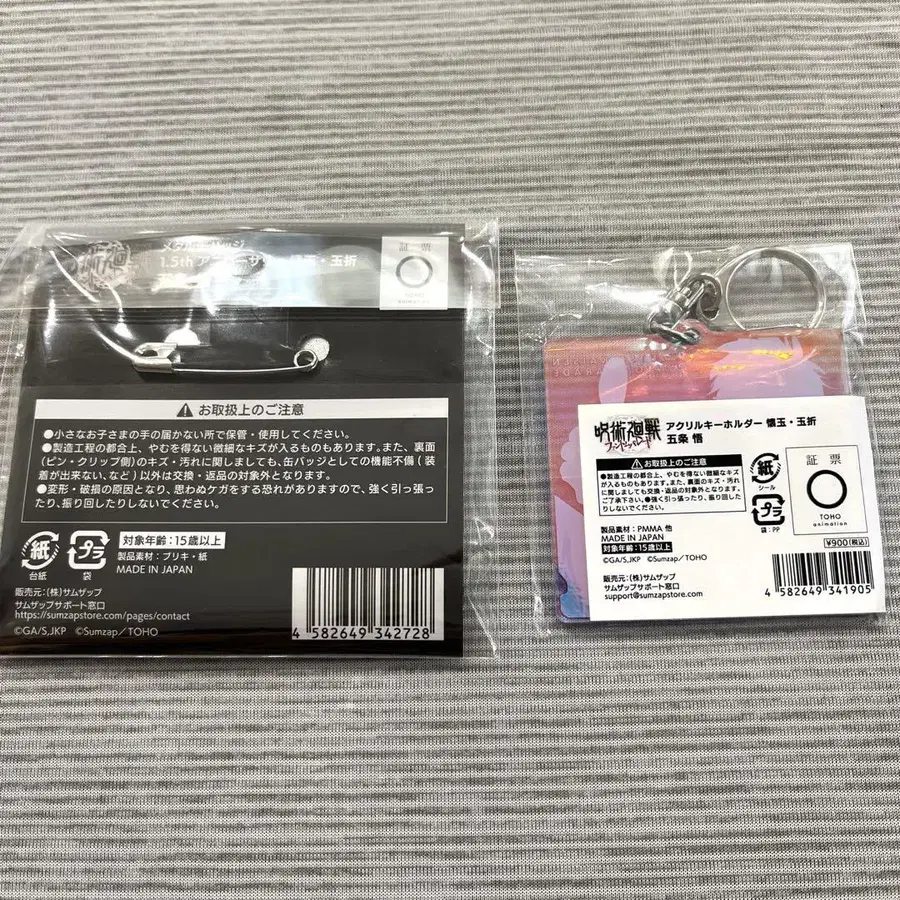 1.5th
玉折
証 票
TOHO
animation
お取扱上のご注意
●小さなお子さまの手の届かない所で保管・使用してください。
●製造工程の都合上、やむを得ない微細なキズが入るものもあります。また、裏面
(ピン・クリップ側)のキズ・汚れに関しましても、缶バッジとしての機能不備(装
着が出来ない、など)以外は交換・返品の対象外となります。
●変形・破損の原因となり、思わぬケガをする恐れがありますので、強く引っ張っ
たり、振り回したりしないでください。
紙
台紙
プラ
袋
対象年齢:15歳以上
製品素材:ブリキ・紙
MADE IN JAPAN
販売元:(株)サムザップ
サムザップサポート窓口
https://sumzapstore.com/pages/contact
©GA/S,JKP ©Sumzap/TOHO
4 582649 342728
呪術廻戦
ファントムパレード
アクリルキーホルダー 懐玉・玉折
五条 悟
お取扱上のご注意
●製造工程の都合上、やむを得ない微細なキズ
が入るものもあります。また、裏面のキズ・汚れ
に関しましても交換・返品の対象外となります。
ご了承下さい。●強く引っ張ったり、振り回した
りしないでください。
紙
シール
プラ
袋:PP
証 票
TOHO
animation
製品素材:PMMA 他
MADE IN JAPAN
対象年齢:15歳以上
©GA/S,JKP ©Sumzap/TOHO
販売元:(株)サムザップ
サムザップサポート窓口
support@sumzapstore.com
¥900(税込)
4 582649 341905